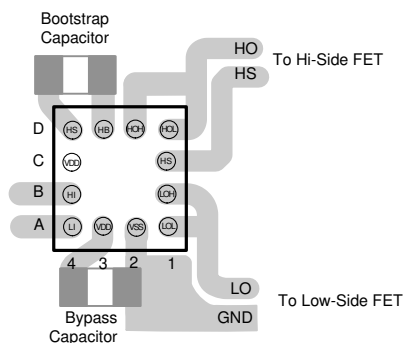 Bootstrap
Capacitor
HO
To Hi-Side FET
HS
D HS HB HOH HOL
C VDD HS
B HI LOH
A LI VDD VSS LOL
4 3 2 1
LO
To Low-Side FET
GND
Bypass
Capacitor